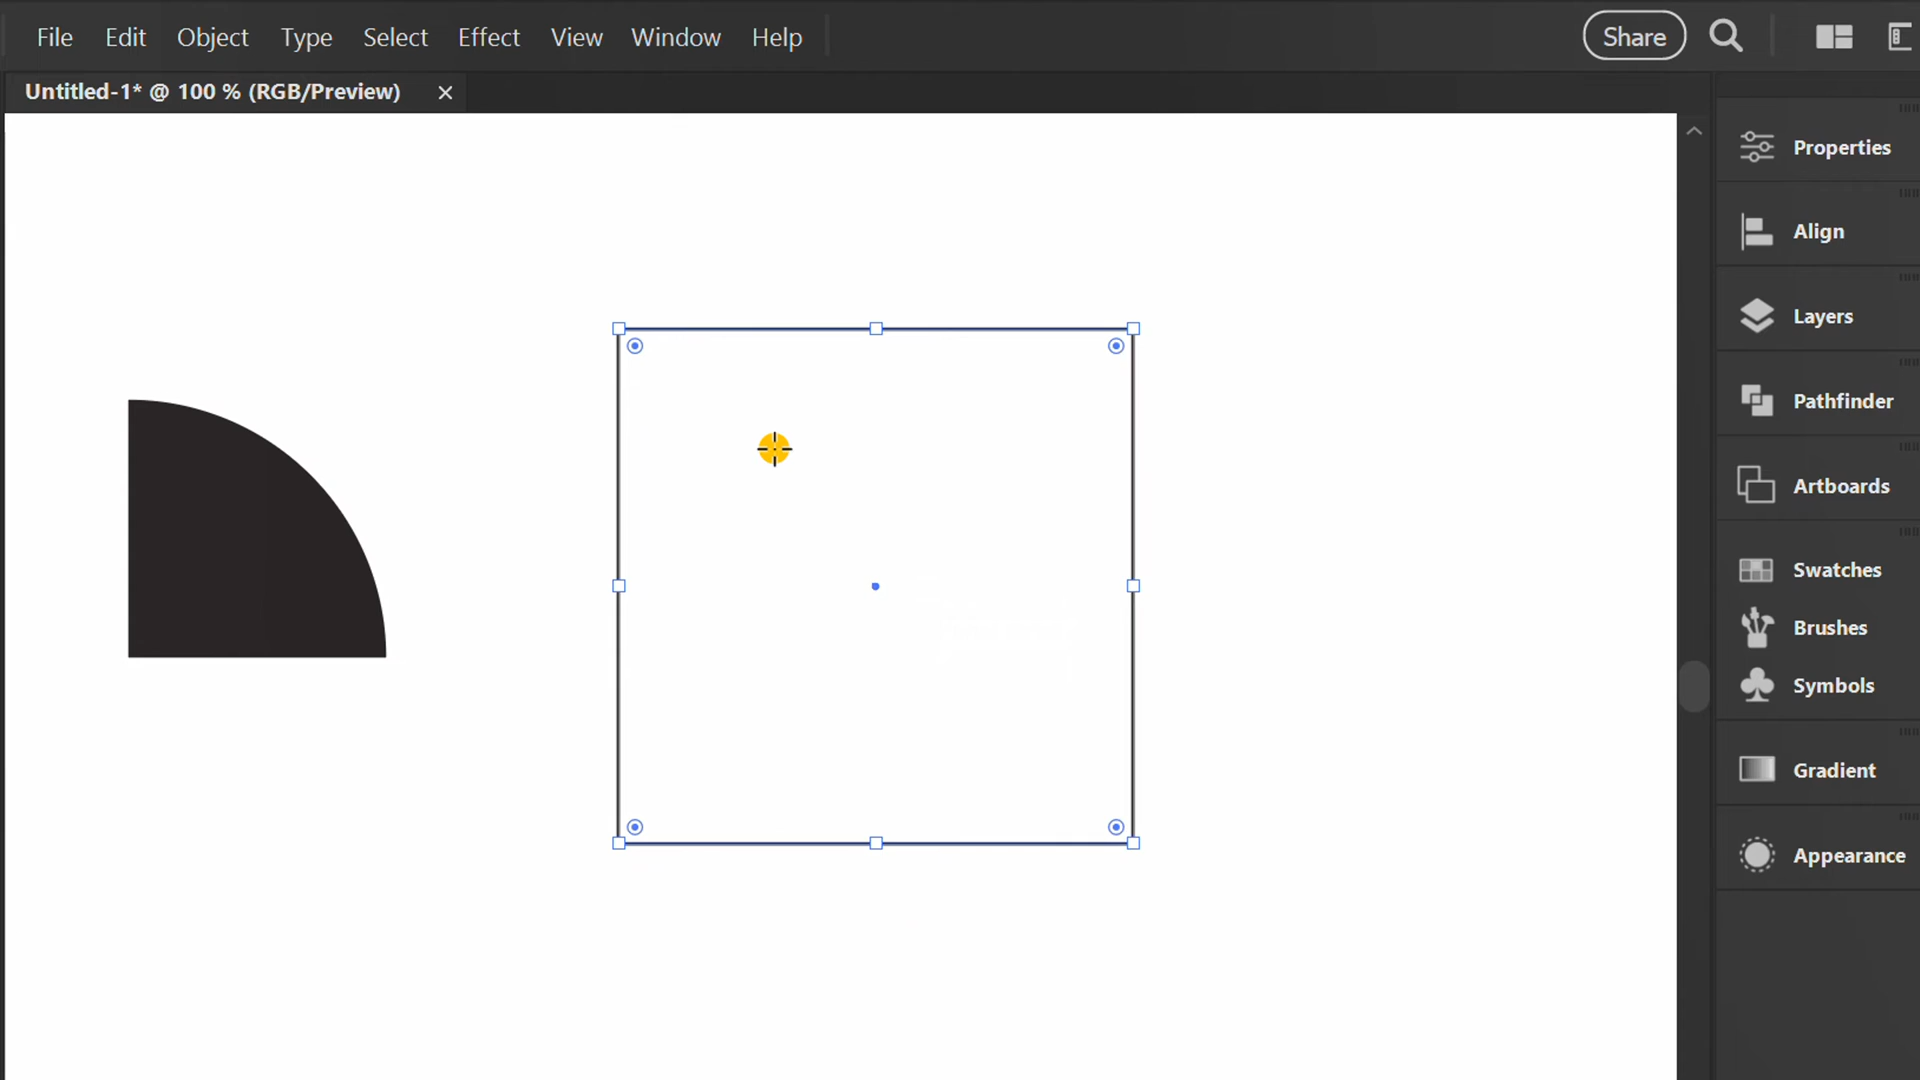 File Edit Object Type Select Effect View Window Help Share
Untitled-1* @ 100 % (RGB/Preview)
Properties
Align
Layers
Pathfinder
Artboards
Swatches
Brushes
Symbols
Gradient
Appearance